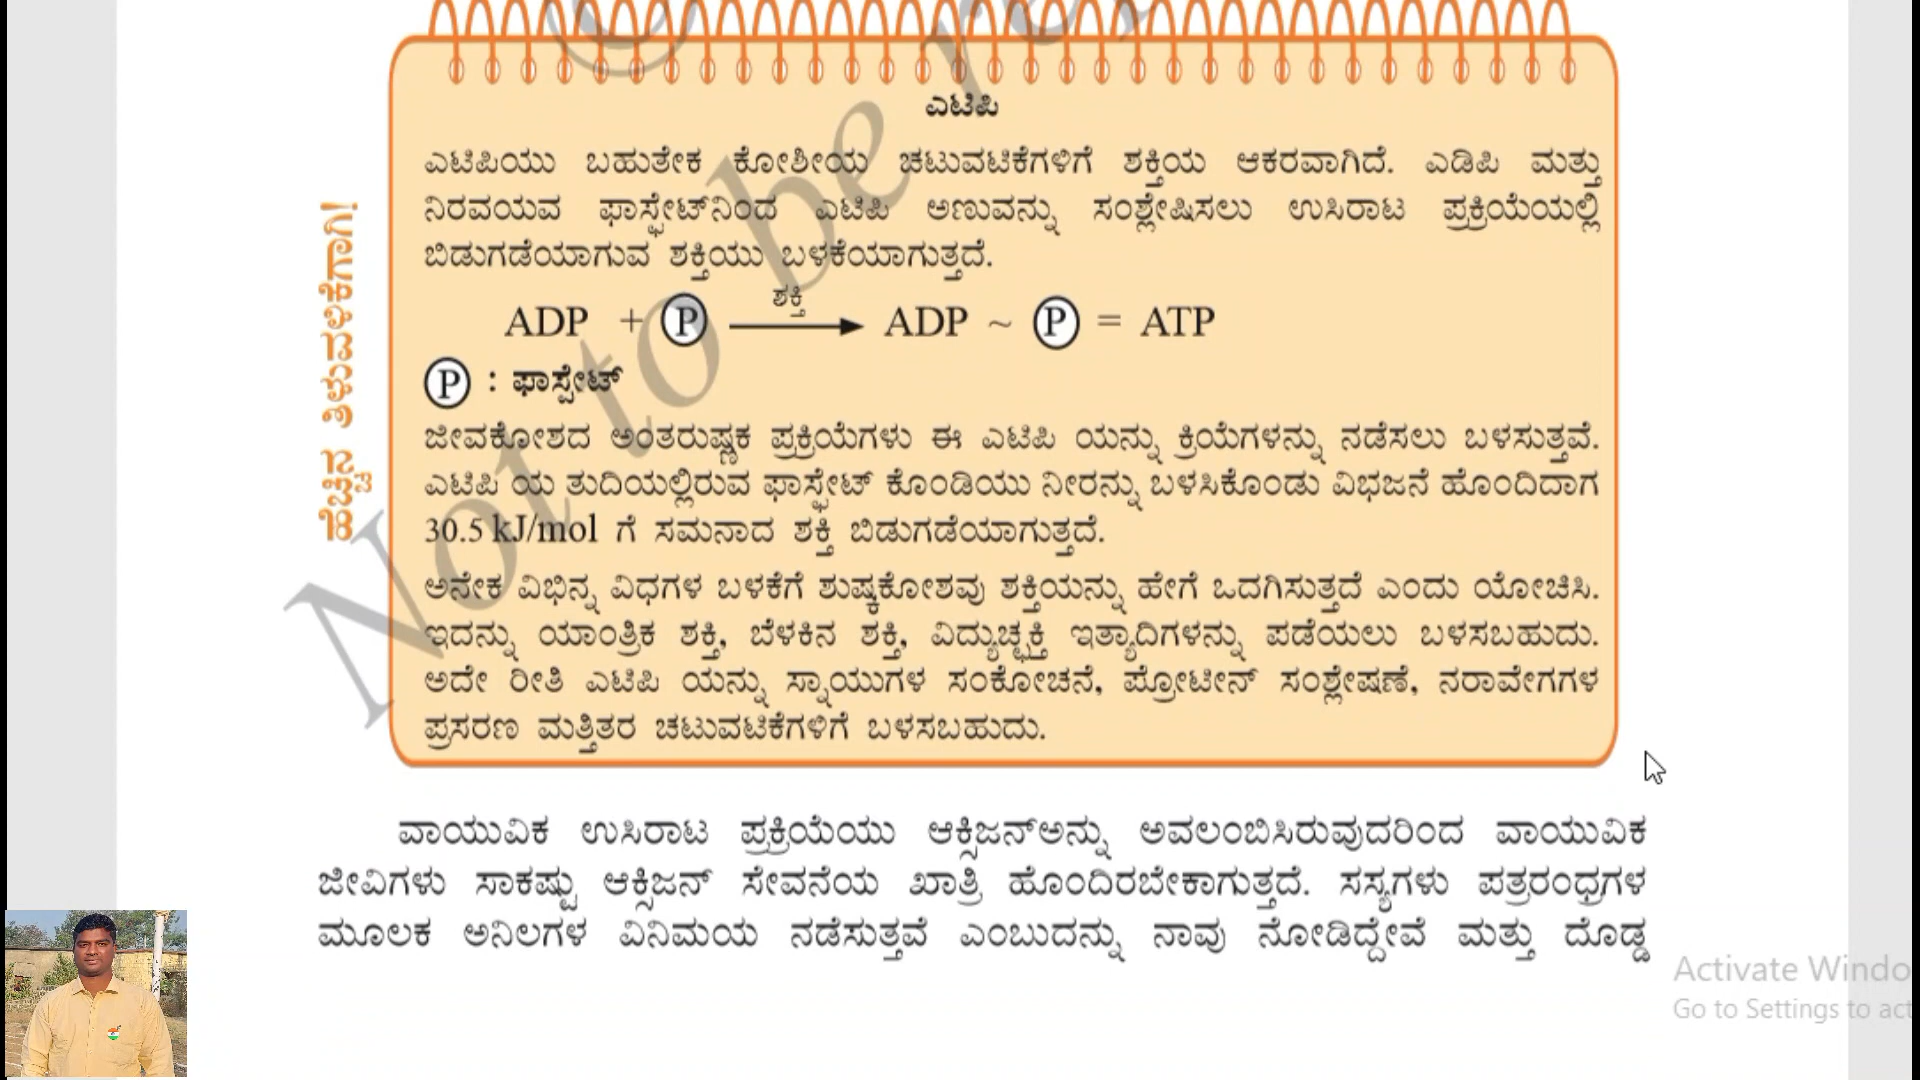 ಎಟಿಪಿ
ಎಟಿಪಿಯು ಬಹುತೇಕ ಕೋಶೀಯ ಚಟುವಟಿಕೆಗಳಿಗೆ ಶಕ್ತಿಯ ಆಕರವಾಗಿದೆ. ಎಡಿಪಿ ಮತ್ತು
ನಿರವಯವ ಫಾಸ್ಫೇಟ್‌ನಿಂದ ಎಟಿಪಿ ಅಣುವನ್ನು ಸಂಶ್ಲೇಷಿಸಲು ಉಸಿರಾಟ ಪ್ರಕ್ರಿಯೆಯಲ್ಲಿ
ಬಿಡುಗಡೆಯಾಗುವ ಶಕ್ತಿಯು ಬಳಕೆಯಾಗುತ್ತದೆ.
ಶಕ್ತಿ
ADP + Ⓟ → ADP ~ Ⓟ = ATP
Ⓟ : ಫಾಸ್ಪೇಟ್
ಜೀವಕೋಶದ ಅಂತರುಷ್ಣಕ ಪ್ರಕ್ರಿಯೆಗಳು ಈ ಎಟಿಪಿ ಯನ್ನು ಕ್ರಿಯೆಗಳನ್ನು ನಡೆಸಲು ಬಳಸುತ್ತವೆ.
ಎಟಿಪಿ ಯ ತುದಿಯಲ್ಲಿರುವ ಫಾಸ್ಫೇಟ್ ಕೊಂಡಿಯು ನೀರನ್ನು ಬಳಸಿಕೊಂಡು ವಿಭಜನೆ ಹೊಂದಿದಾಗ
30.5 kJ/mol ಗೆ ಸಮನಾದ ಶಕ್ತಿ ಬಿಡುಗಡೆಯಾಗುತ್ತದೆ.
ಅನೇಕ ವಿಭಿನ್ನ ವಿಧಗಳ ಬಳಕೆಗೆ ಶುಷ್ಕಕೋಶವು ಶಕ್ತಿಯನ್ನು ಹೇಗೆ ಒದಗಿಸುತ್ತದೆ ಎಂದು ಯೋಚಿಸಿ.
ಇದನ್ನು ಯಾಂತ್ರಿಕ ಶಕ್ತಿ, ಬೆಳಕಿನ ಶಕ್ತಿ, ವಿದ್ಯುಚ್ಛಕ್ತಿ ಇತ್ಯಾದಿಗಳನ್ನು ಪಡೆಯಲು ಬಳಸಬಹುದು.
ಅದೇ ರೀತಿ ಎಟಿಪಿ ಯನ್ನು ಸ್ನಾಯುಗಳ ಸಂಕೋಚನೆ, ಪ್ರೋಟೀನ್ ಸಂಶ್ಲೇಷಣೆ, ನರಾವೇಗಗಳ
ಪ್ರಸರಣ ಮತ್ತಿತರ ಚಟುವಟಿಕೆಗಳಿಗೆ ಬಳಸಬಹುದು.
ಹೆಚ್ಚಿನ ತಿಳುವಳಿಕೆಗಾಗಿ!
Not to be
ವಾಯುವಿಕ ಉಸಿರಾಟ ಪ್ರಕ್ರಿಯೆಯು ಆಕ್ಸಿಜನ್‌ಅನ್ನು ಅವಲಂಬಿಸಿರುವುದರಿಂದ ವಾಯುವಿಕ
ಜೀವಿಗಳು ಸಾಕಷ್ಟು ಆಕ್ಸಿಜನ್ ಸೇವನೆಯ ಖಾತ್ರಿ ಹೊಂದಿರಬೇಕಾಗುತ್ತದೆ. ಸಸ್ಯಗಳು ಪತ್ರರಂಧ್ರಗಳ
ಮೂಲಕ ಅನಿಲಗಳ ವಿನಿಮಯ ನಡೆಸುತ್ತವೆ ಎಂಬುದನ್ನು ನಾವು ನೋಡಿದ್ದೇವೆ ಮತ್ತು ದೊಡ್ಡ
Activate Windo
Go to Settings to act